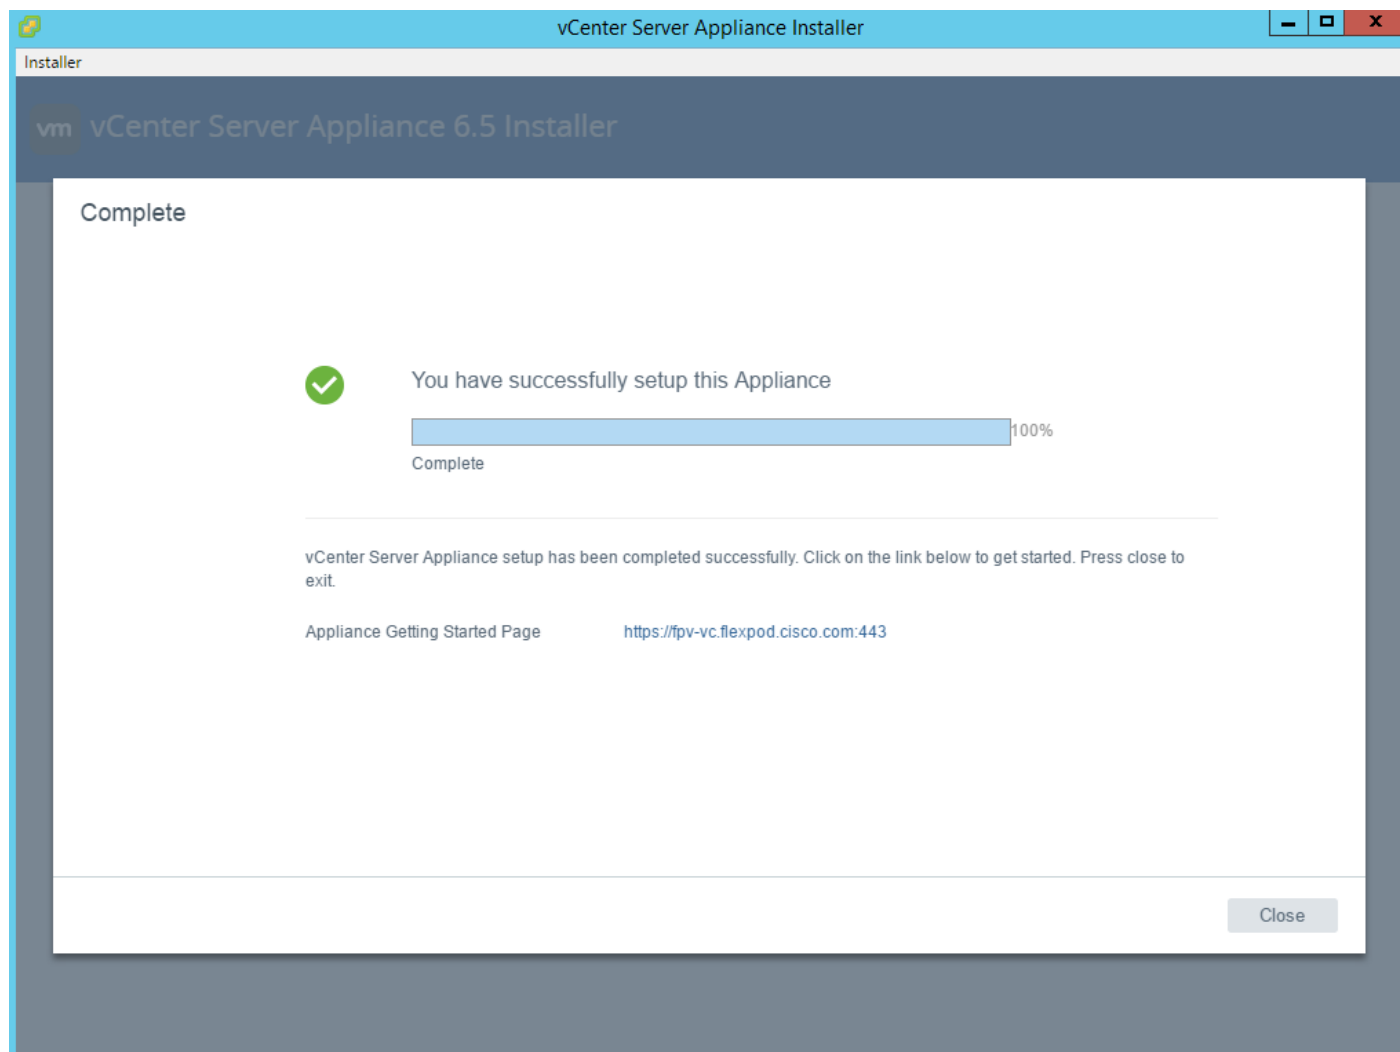 vCenter Server Appliance Installer
Installer
vm vCenter Server Appliance 6.5 Installer
Complete
You have successfully setup this Appliance
100%
Complete
vCenter Server Appliance setup has been completed successfully. Click on the link below to get started. Press close to
exit.
Appliance Getting Started Page https://fpv-vc.flexpod.cisco.com:443
Close